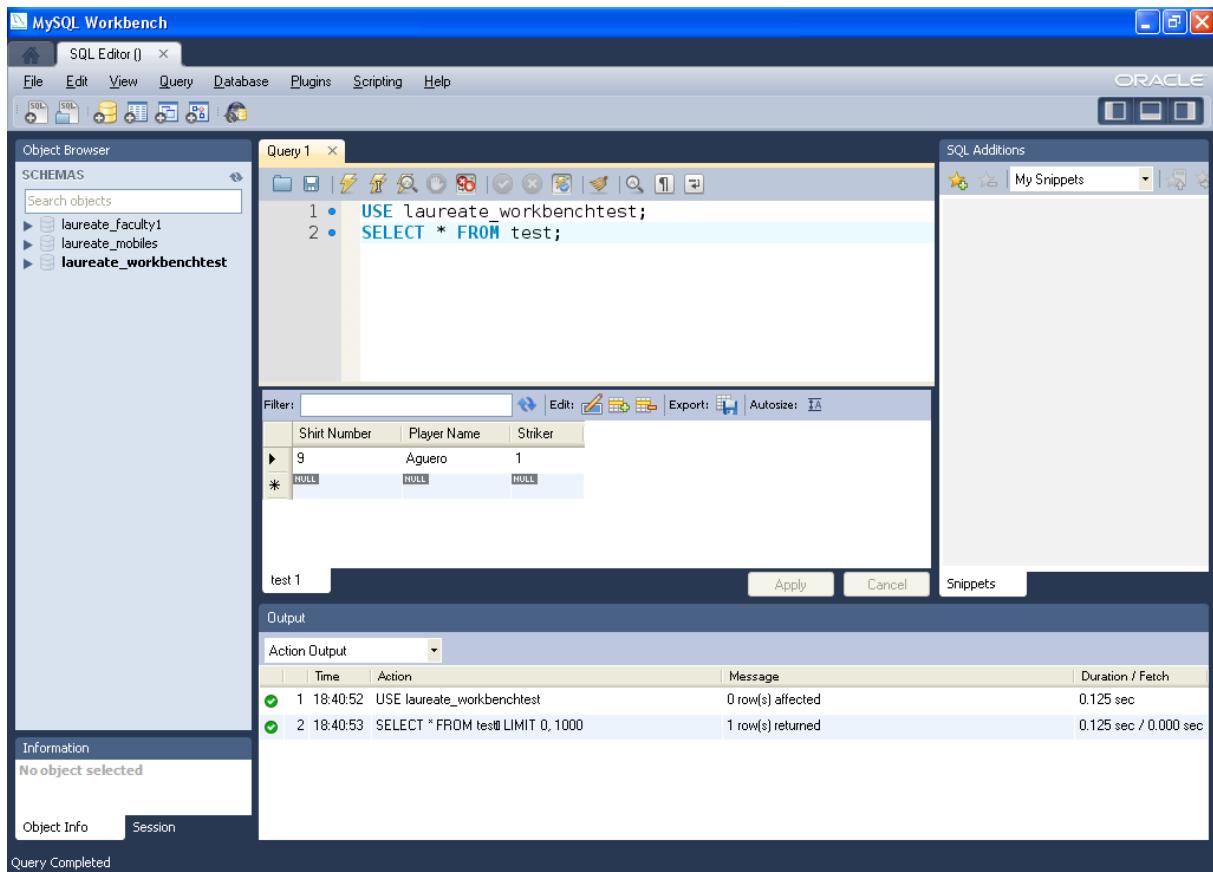 MySQL Workbench
SQL Editor ()
File Edit View Query Database Plugins Scripting Help
ORACLE
SQL SQL
Object Browser
SCHEMAS
Search objects
laureate_faculty1
laureate_mobiles
laureate_workbenchtest
Query 1
1 USE laureate_workbenchtest;
2 SELECT * FROM test;
Filter: Edit: Export: Autosize:
Shirt Number Player Name Striker
9 Aguero 1
NULL NULL NULL
test 1
Apply Cancel
SQL Additions
My Snippets
Snippets
Output
Action Output
Time Action Message Duration / Fetch
1 18:40:52 USE laureate_workbenchtest 0 row(s) affected 0.125 sec
2 18:40:53 SELECT * FROM test LIMIT 0, 1000 1 row(s) returned 0.125 sec / 0.000 sec
Information
No object selected
Object Info Session
Query Completed